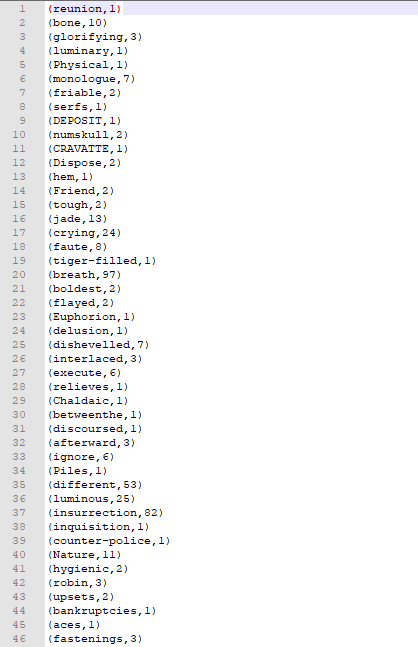 1 (reunion,1)
2 (bone,10)
3 (glorifying,3)
4 (luminary,1)
5 (Physical,1)
6 (monologue,7)
7 (friable,2)
8 (serfs,1)
9 (DEPOSIT,1)
10 (numskull,2)
11 (CRAVATTE,1)
12 (Dispose,2)
13 (hem,1)
14 (Friend,2)
15 (tough,2)
16 (jade,13)
17 (crying,24)
18 (faute,8)
19 (tiger-filled,1)
20 (breath,97)
21 (boldest,2)
22 (flayed,2)
23 (Euphorion,1)
24 (delusion,1)
25 (dishevelled,7)
26 (interlaced,3)
27 (execute,6)
28 (relieves,1)
29 (Chaldaic,1)
30 (betweenthe,1)
31 (discoursed,1)
32 (afterward,3)
33 (ignore,6)
34 (Piles,1)
35 (different,53)
36 (luminous,25)
37 (insurrection,82)
38 (inquisition,1)
39 (counter-police,1)
40 (Nature,11)
41 (hygienic,2)
42 (robin,3)
43 (upsets,2)
44 (bankruptcies,1)
45 (aces,1)
46 (fastenings,3)